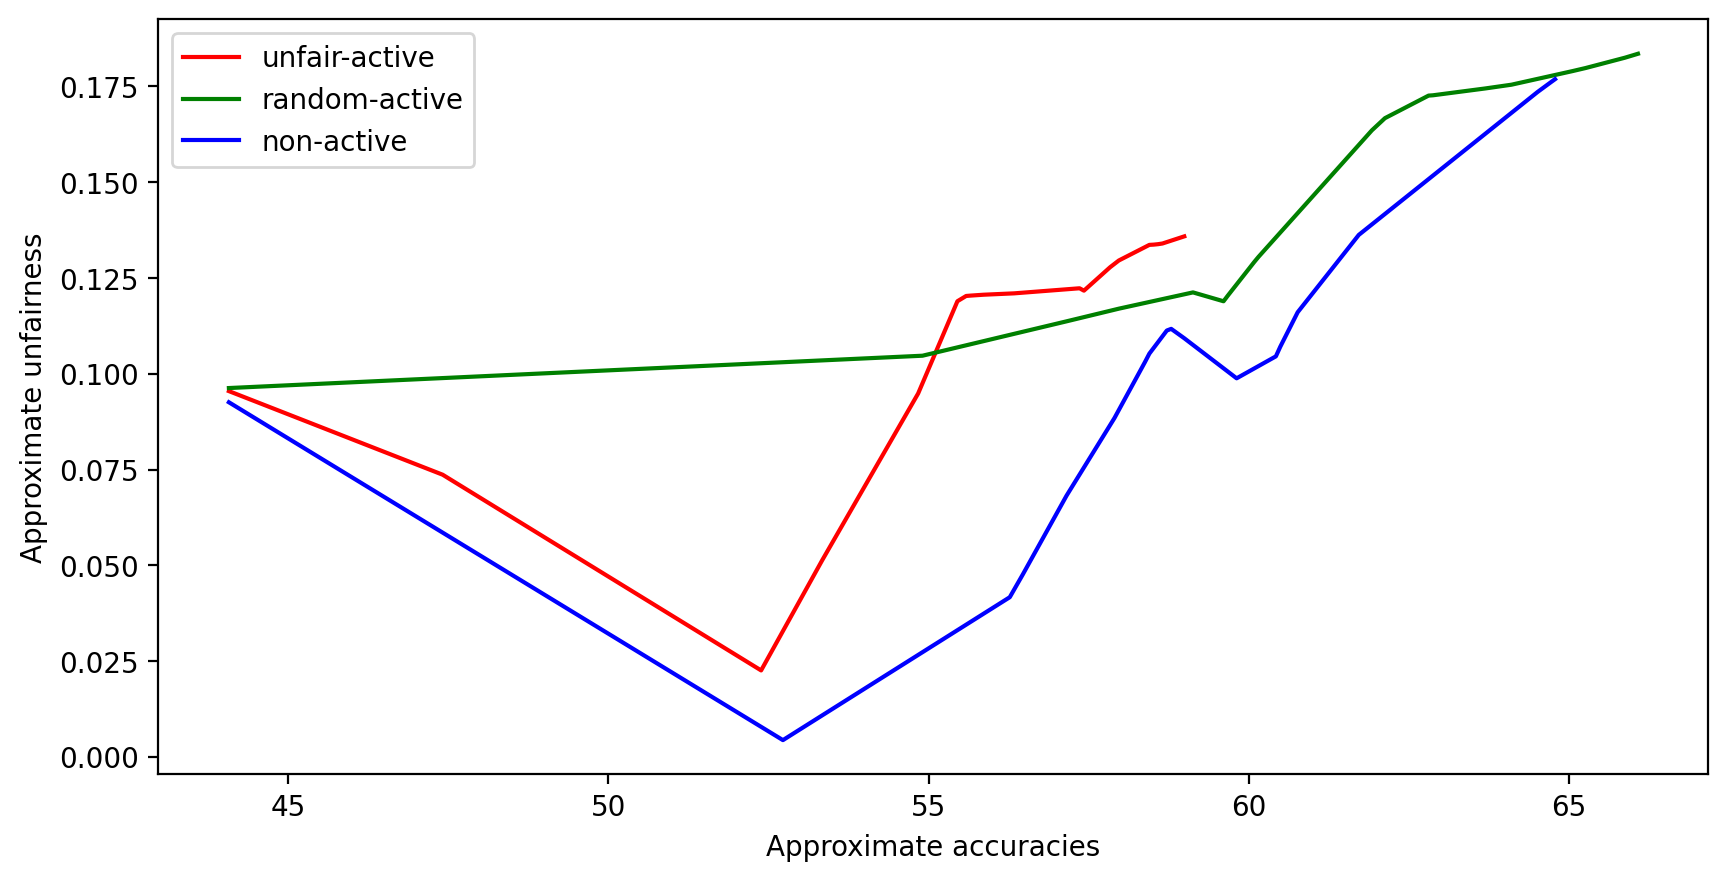 unfair-active
random-active
non-active
Approximate unfairness
0.175
0.150
0.125
0.100
0.075
0.050
0.025
0.000
45 50 55 60 65
Approximate accuracies